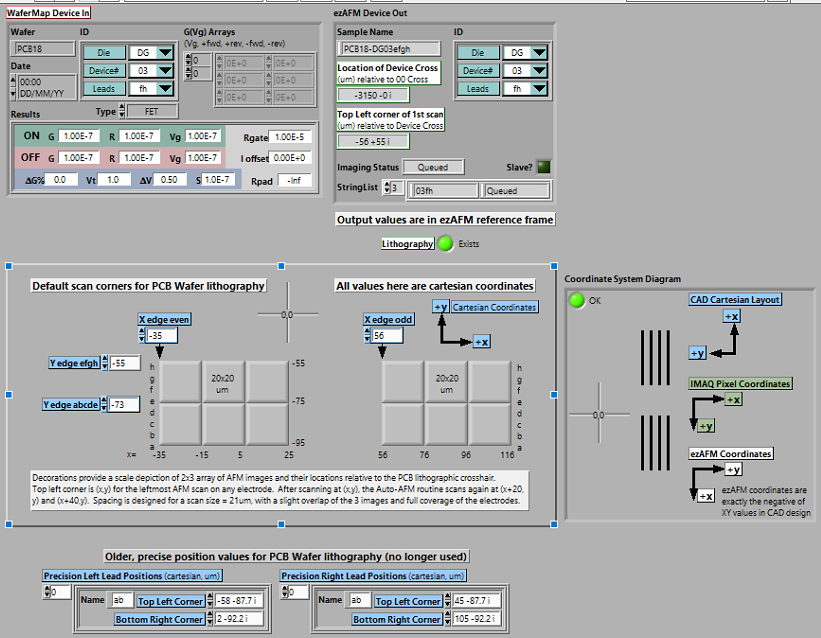 WaferMap Device In
Wafer
PCB18
Date
00:00
DD/MM/YY
ID
Die DG
Device# 03
Leads fh
G(Vg) Arrays
(Vg, +fwd, +rev, -fwd, -rev)
0 0E+0 0E+0
0 0E+0 0E+0
0E+0 0E+0
Results
Type FET
ON G 1.00E-7 R 1.00E-7 Vg 1.00E-7 Rgate 1.00E-5
OFF G 1.00E-7 R 1.00E-7 Vg 1.00E-7 I offset 0.00E+0
ΔG% 0.0 Vt 1.0 ΔV 0.50 S 1.0E-7 Rpad -Inf
ezAFM Device Out
Sample Name
PCB18-DG03efgh
Location of Device Cross
(um) relative to 00 Cross
-3150 -0 i
Top Left corner of 1st scan
(um) relative to Device Cross
-56 +55 i
ID
Die DG
Device# 03
Leads fh
Imaging Status Queued Slave?
StringList 3 03fh Queued
Output values are in ezAFM reference frame
Lithography Exists
Default scan corners for PCB Wafer lithography
0,0
X edge even
-35
Y edge efgh -55
Y edge abcde -73
h
g
f
e
d
c
b
a
20x20
um
-55
-75
-95
x= -35 -15 5 25
All values here are cartesian coordinates
X edge odd
56
+y Cartesian Coordinates
+x
20x20
um
h
g
f
e
d
c
b
a
56 76 96 116
Decorations provide a scale depiction of 2x3 array of AFM images and their locations relative to the PCB lithographic crosshair.
Top left corner is (x,y) for the leftmost AFM scan on any electrode. After scanning at (x,y), the Auto-AFM routine scans again at (x+20,
y) and (x+40,y). Spacing is designed for a scan size = 21um, with a slight overlap of the 3 images and full coverage of the electrodes.
Coordinate System Diagram
OK
0,0
CAD Cartesian Layout
+x
+y
IMAQ Pixel Coordinates
+x
+y
ezAFM Coordinates
+y
+x
ezAFM coordinates are
exactly the negative of
XY values in CAD design
Older, precise position values for PCB Wafer lithography (no longer used)
Precision Left Lead Positions (cartesian, um)
0
Name ab Top Left Corner -58 -87.7 i
Bottom Right Corner 2 -92.2 i
Precision Right Lead Positions (cartesian, um)
0
Name ab Top Left Corner 45 -87.7 i
Bottom Right Corner 105 -92.2 i